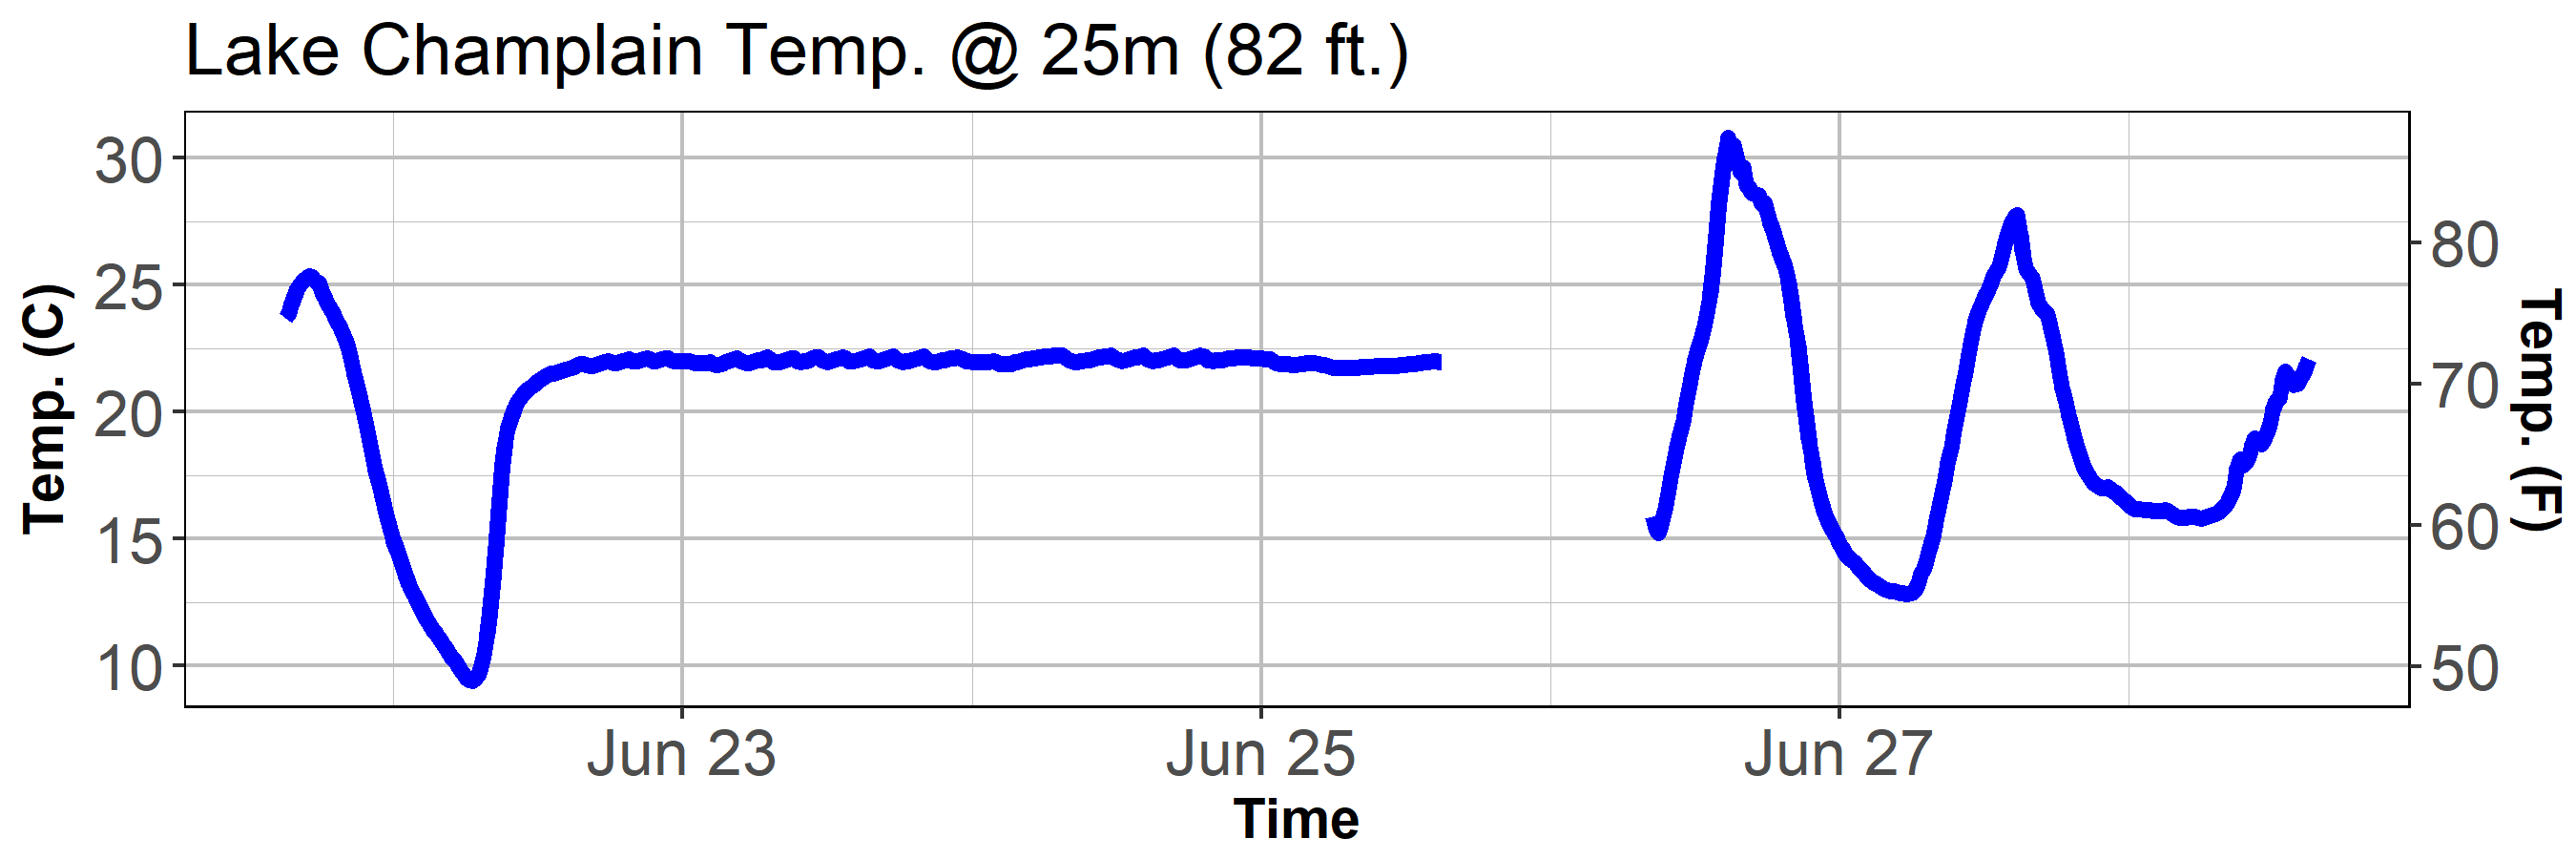 Lake Champlain Temp. @ 25m (82 ft.)
Temp. (C)
30
25
20
15
10
80
70
60
50
Temp. (F)
Jun 23
Jun 25
Jun 27
Time